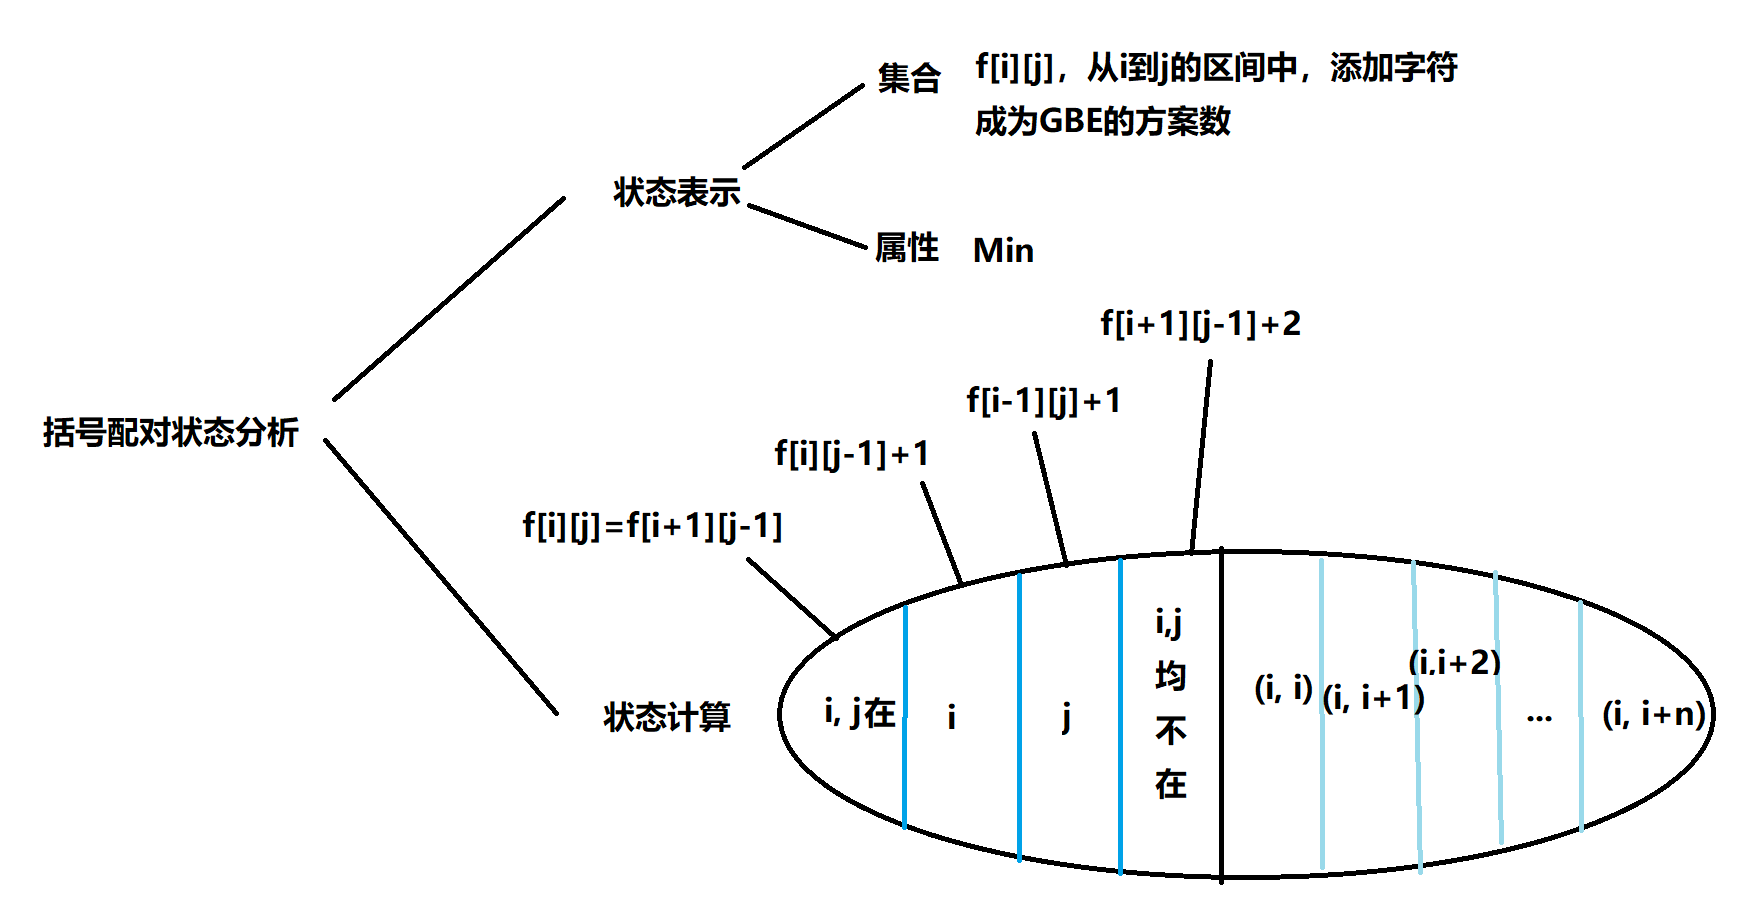 集合
f[i][j]，从i到j的区间中，添加字符
成为GBE的方案数
状态表示
属性 Min
f[i+1][j-1]+2
f[i-1][j]+1
括号配对状态分析
f[i][j-1]+1
f[i][j]=f[i+1][j-1]
状态计算
i, j在
i
j
i,j
均
不
在
(i, i)
(i, i+1)
(i,i+2)
...
(i, i+n)